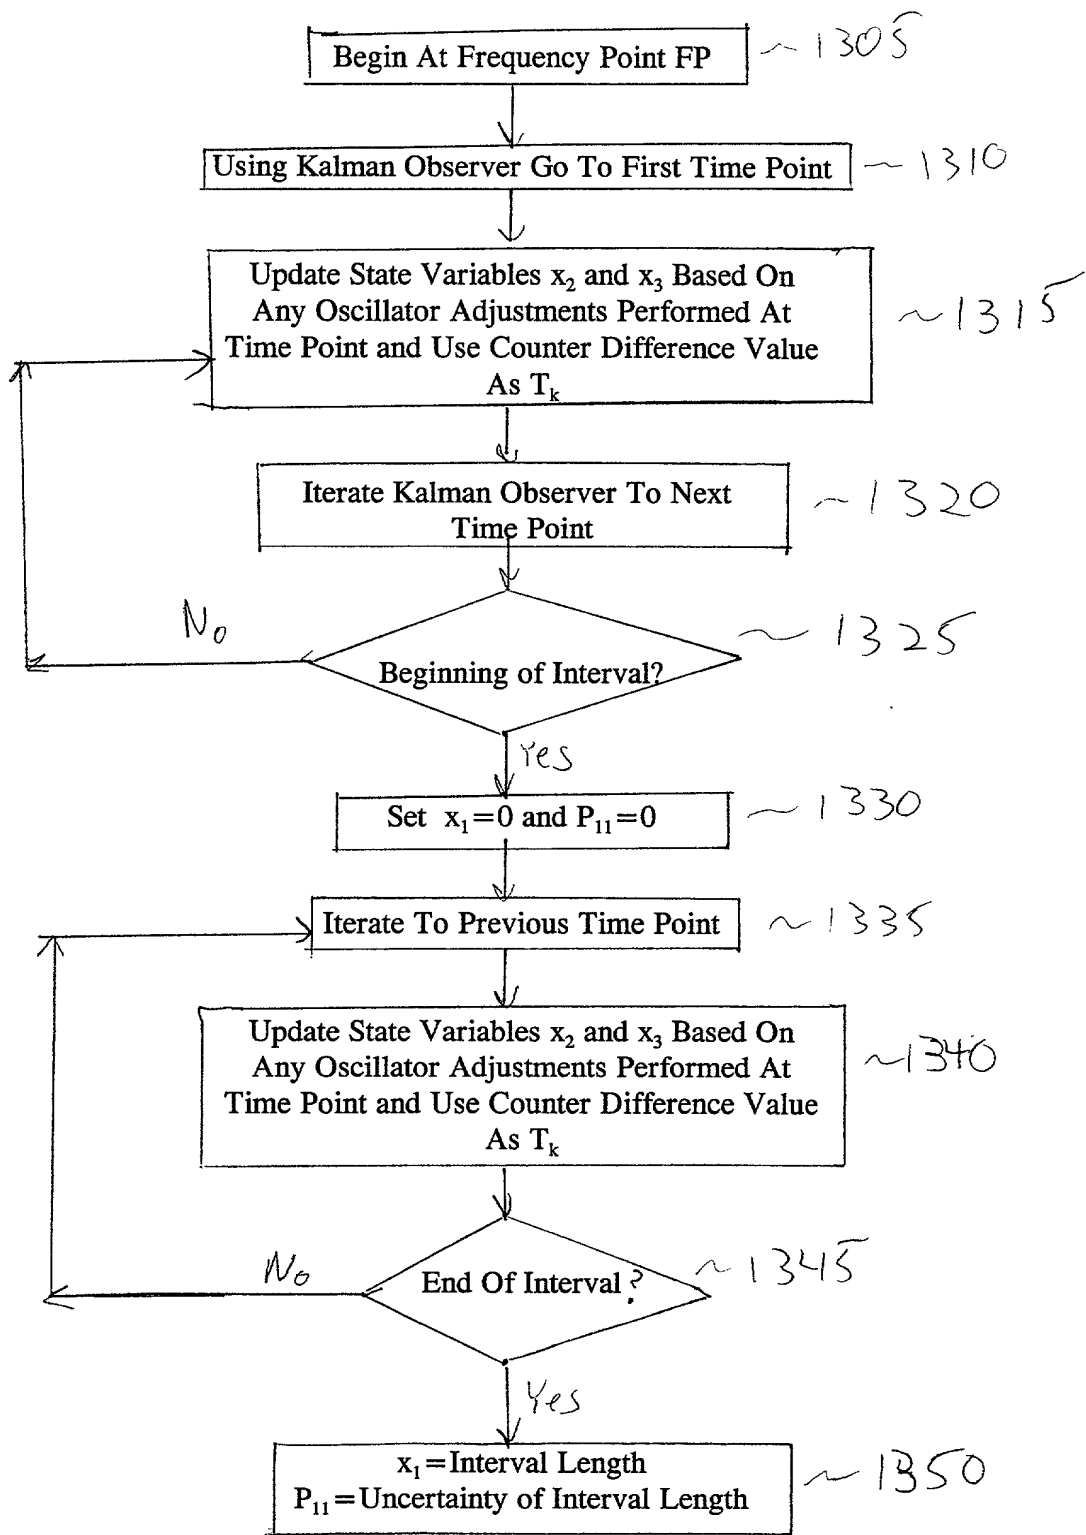 Begin At Frequency Point FP ~1305
Using Kalman Observer Go To First Time Point ~1310
Update State Variables x₂ and x₃ Based On
Any Oscillator Adjustments Performed At
Time Point and Use Counter Difference Value
As Tₖ
~1315
Iterate Kalman Observer To Next
Time Point
~1320
No
Beginning of Interval?
~1325
Yes
Set x₁=0 and P₁₁=0 ~1330
Iterate To Previous Time Point ~1335
Update State Variables x₂ and x₃ Based On
Any Oscillator Adjustments Performed At
Time Point and Use Counter Difference Value
As Tₖ
~1340
No
End Of Interval?
~1345
Yes
x₁=Interval Length
P₁₁=Uncertainty of Interval Length
~1350